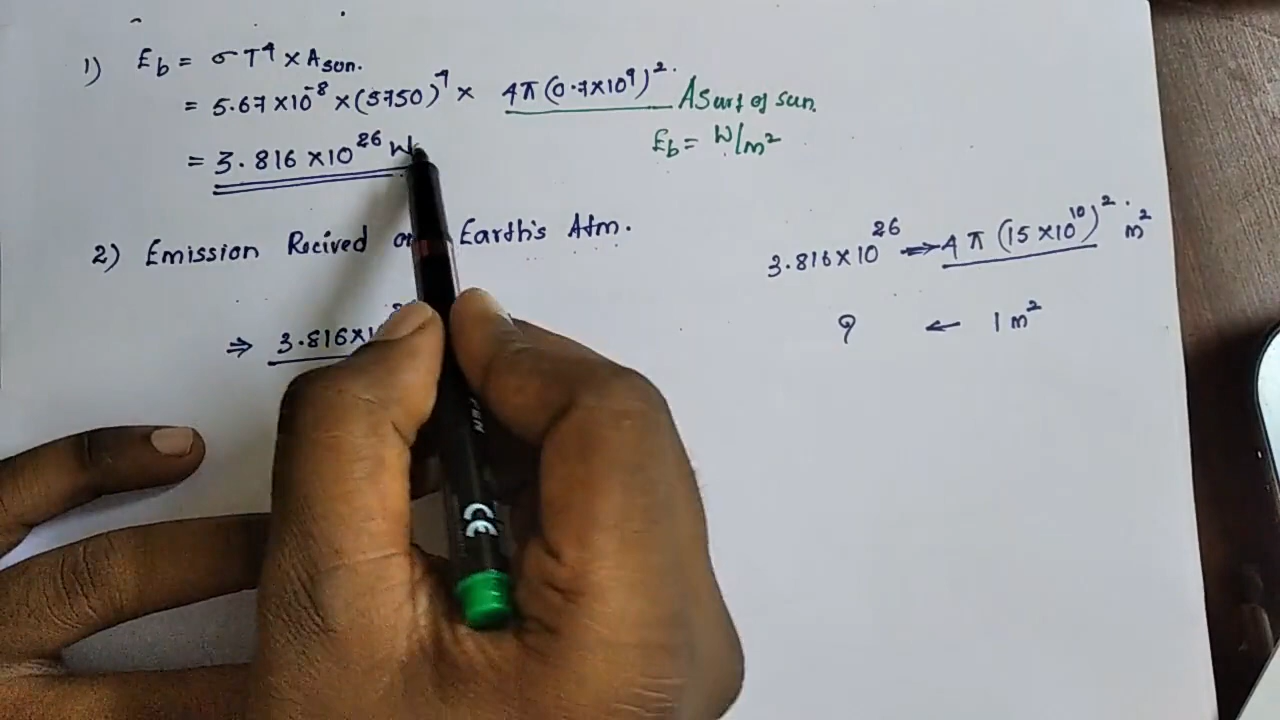 1) Eb = σT⁴ × Asun.
= 5.67 × 10⁻⁸ × (5750)⁴ × 4π (0.7×10⁹)². Asurf of sun.
= 3.816 × 10²⁶ W
Eb = W/m²
2) Emission Recived Earth's Atm.
3.816×10²⁶ → 4π (15×10¹⁰)². m²
⇒ 3.816×1
? ← 1 m²
CE